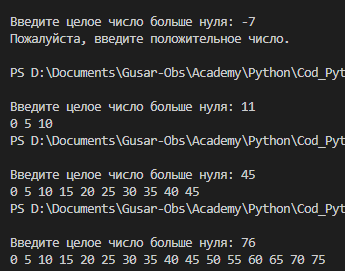 Введите целое число больше нуля: -7
Пожалуйста, введите положительное число.
PS D:\Documents\Gusar-Obs\Academy\Python\Cod_Pyt
Введите целое число больше нуля: 11
0 5 10
PS D:\Documents\Gusar-Obs\Academy\Python\Cod_Pyt
Введите целое число больше нуля: 45
0 5 10 15 20 25 30 35 40 45
PS D:\Documents\Gusar-Obs\Academy\Python\Cod_Pyt
Введите целое число больше нуля: 76
0 5 10 15 20 25 30 35 40 45 50 55 60 65 70 75